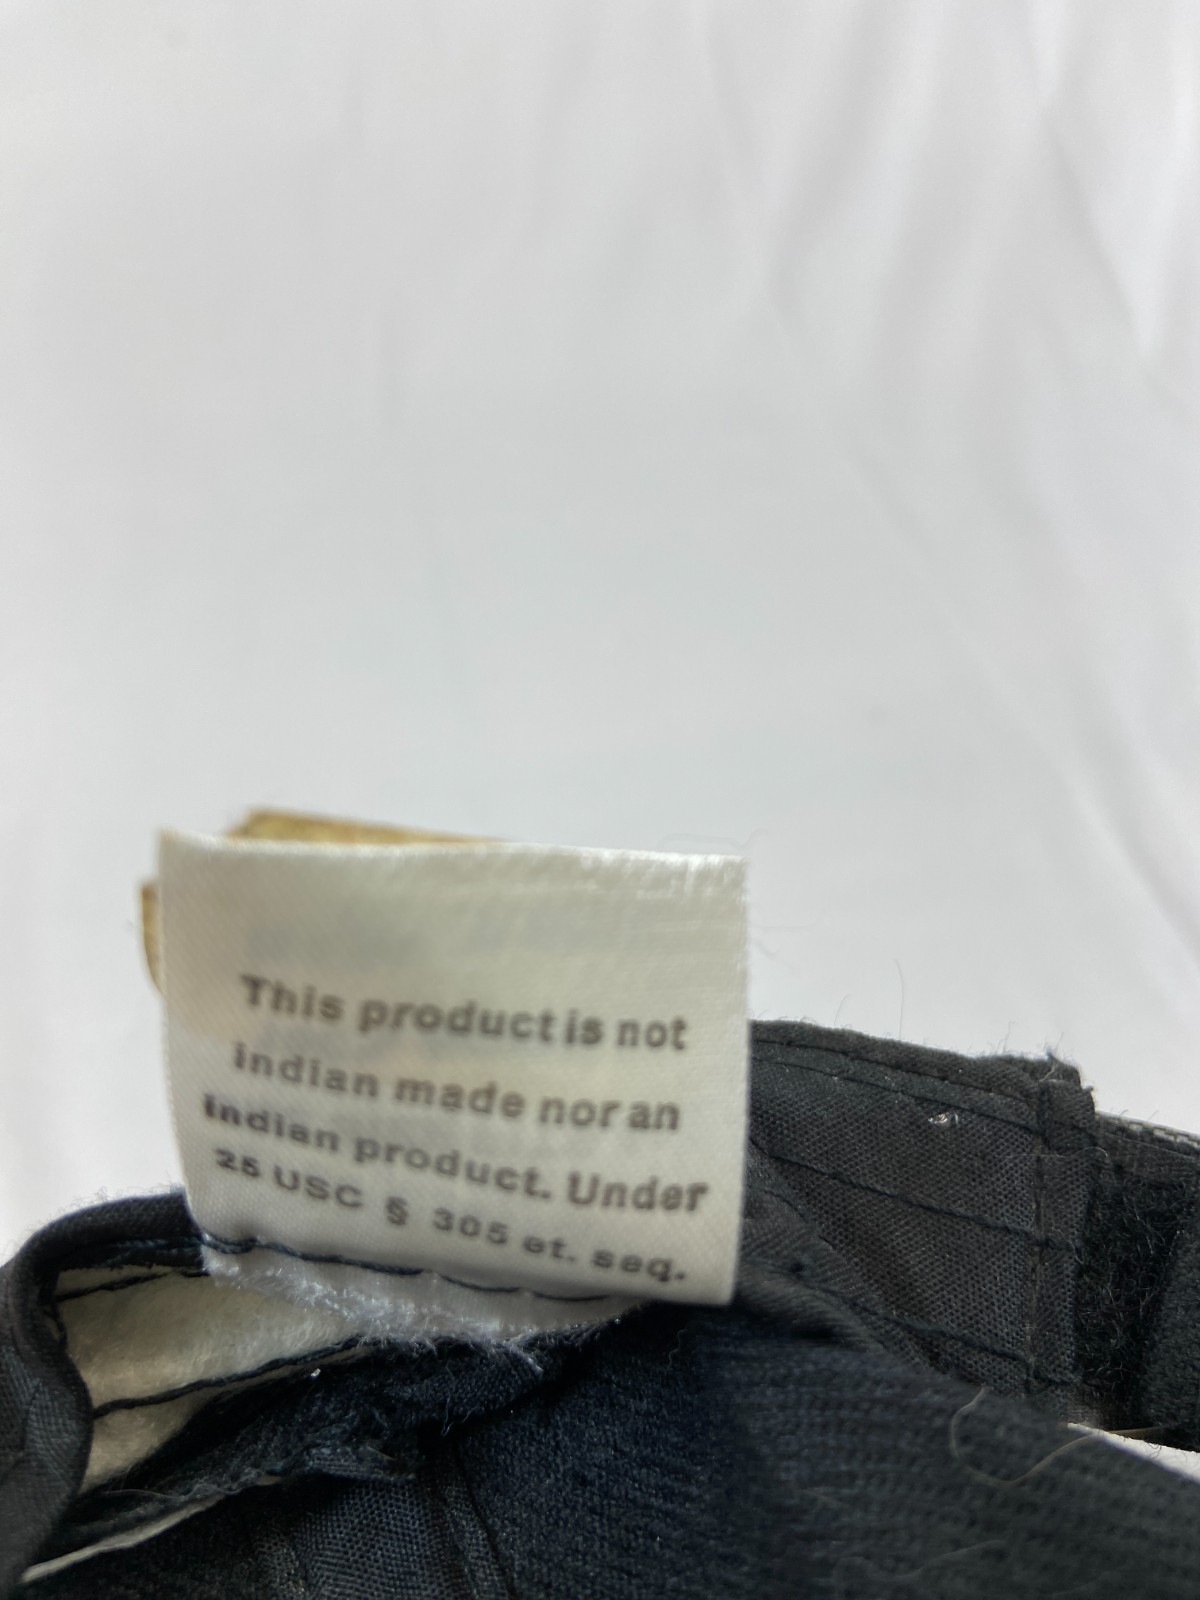 This product is not
indian made nor an
indian product. Under
25 USC § 305 et. seq.